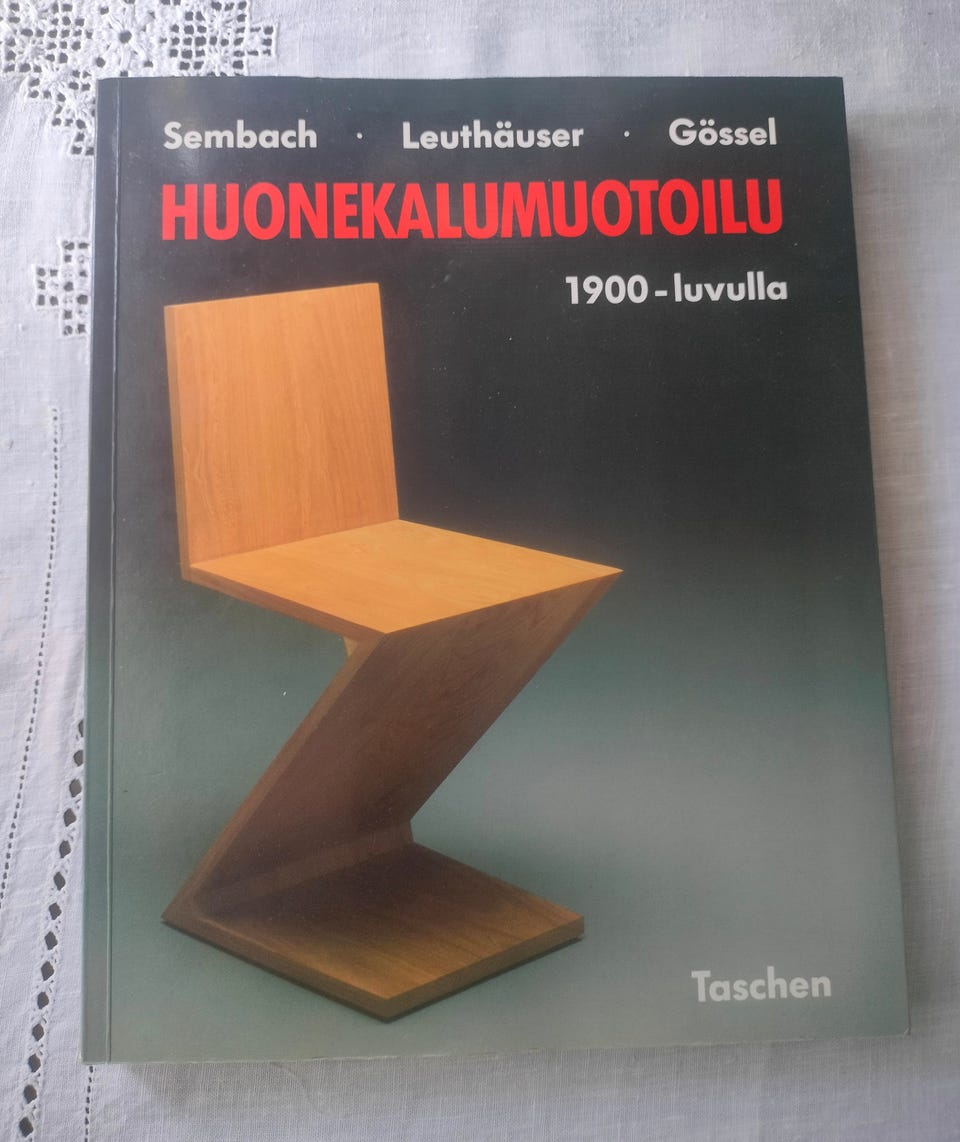 Sembach · Leuthäuser · Gössel
HUONEKALUMUOTOILU
1900-luvulla
Taschen